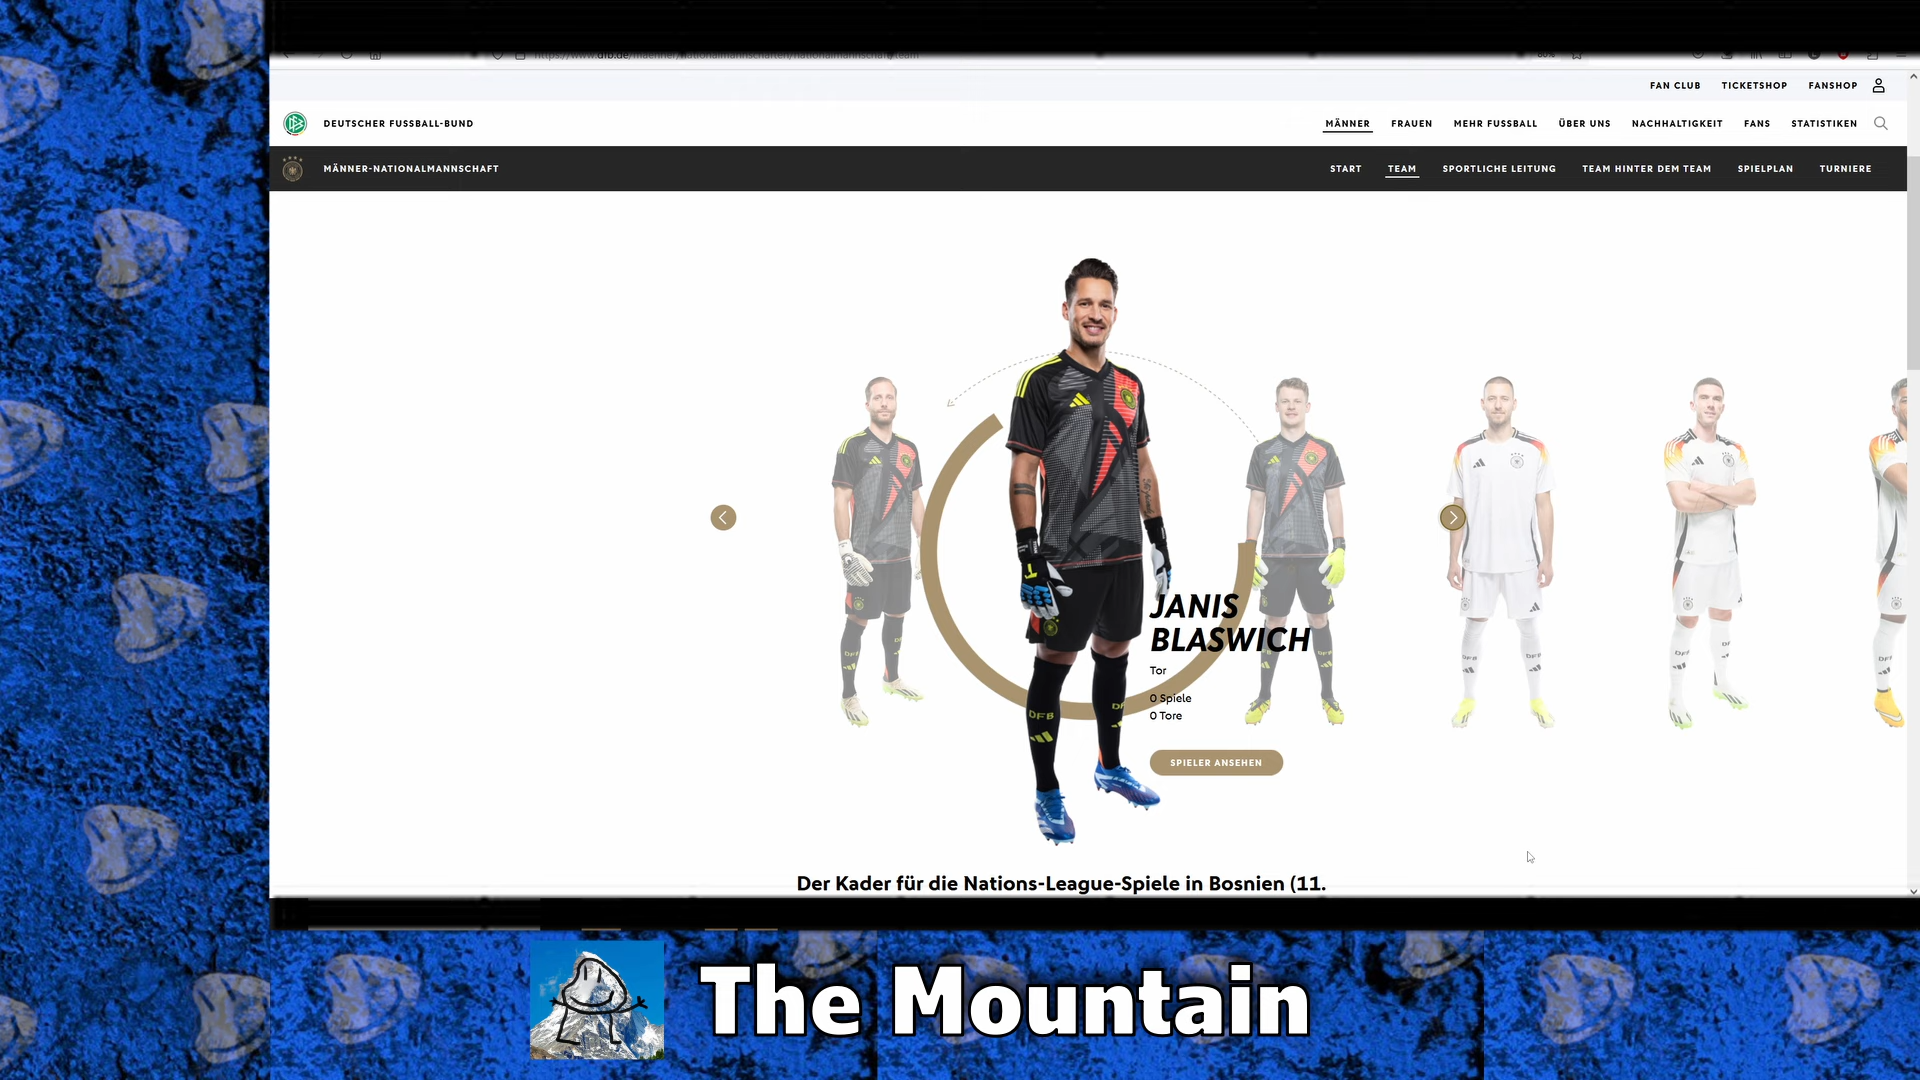 FAN CLUB TICKETSHOP FANSHOP
DEUTSCHER FUSSBALL-BUND MÄNNER FRAUEN MEHR FUSSBALL ÜBER UNS NACHHALTIGKEIT FANS STATISTIKEN
MÄNNER-NATIONALMANNSCHAFT START TEAM SPORTLICHE LEITUNG TEAM HINTER DEM TEAM SPIELPLAN TURNIERE
JANIS
BLASWICH
Tor
0 Spiele
0 Tore
SPIELER ANSEHEN
DFB
Der Kader für die Nations-League-Spiele in Bosnien (11.
The Mountain